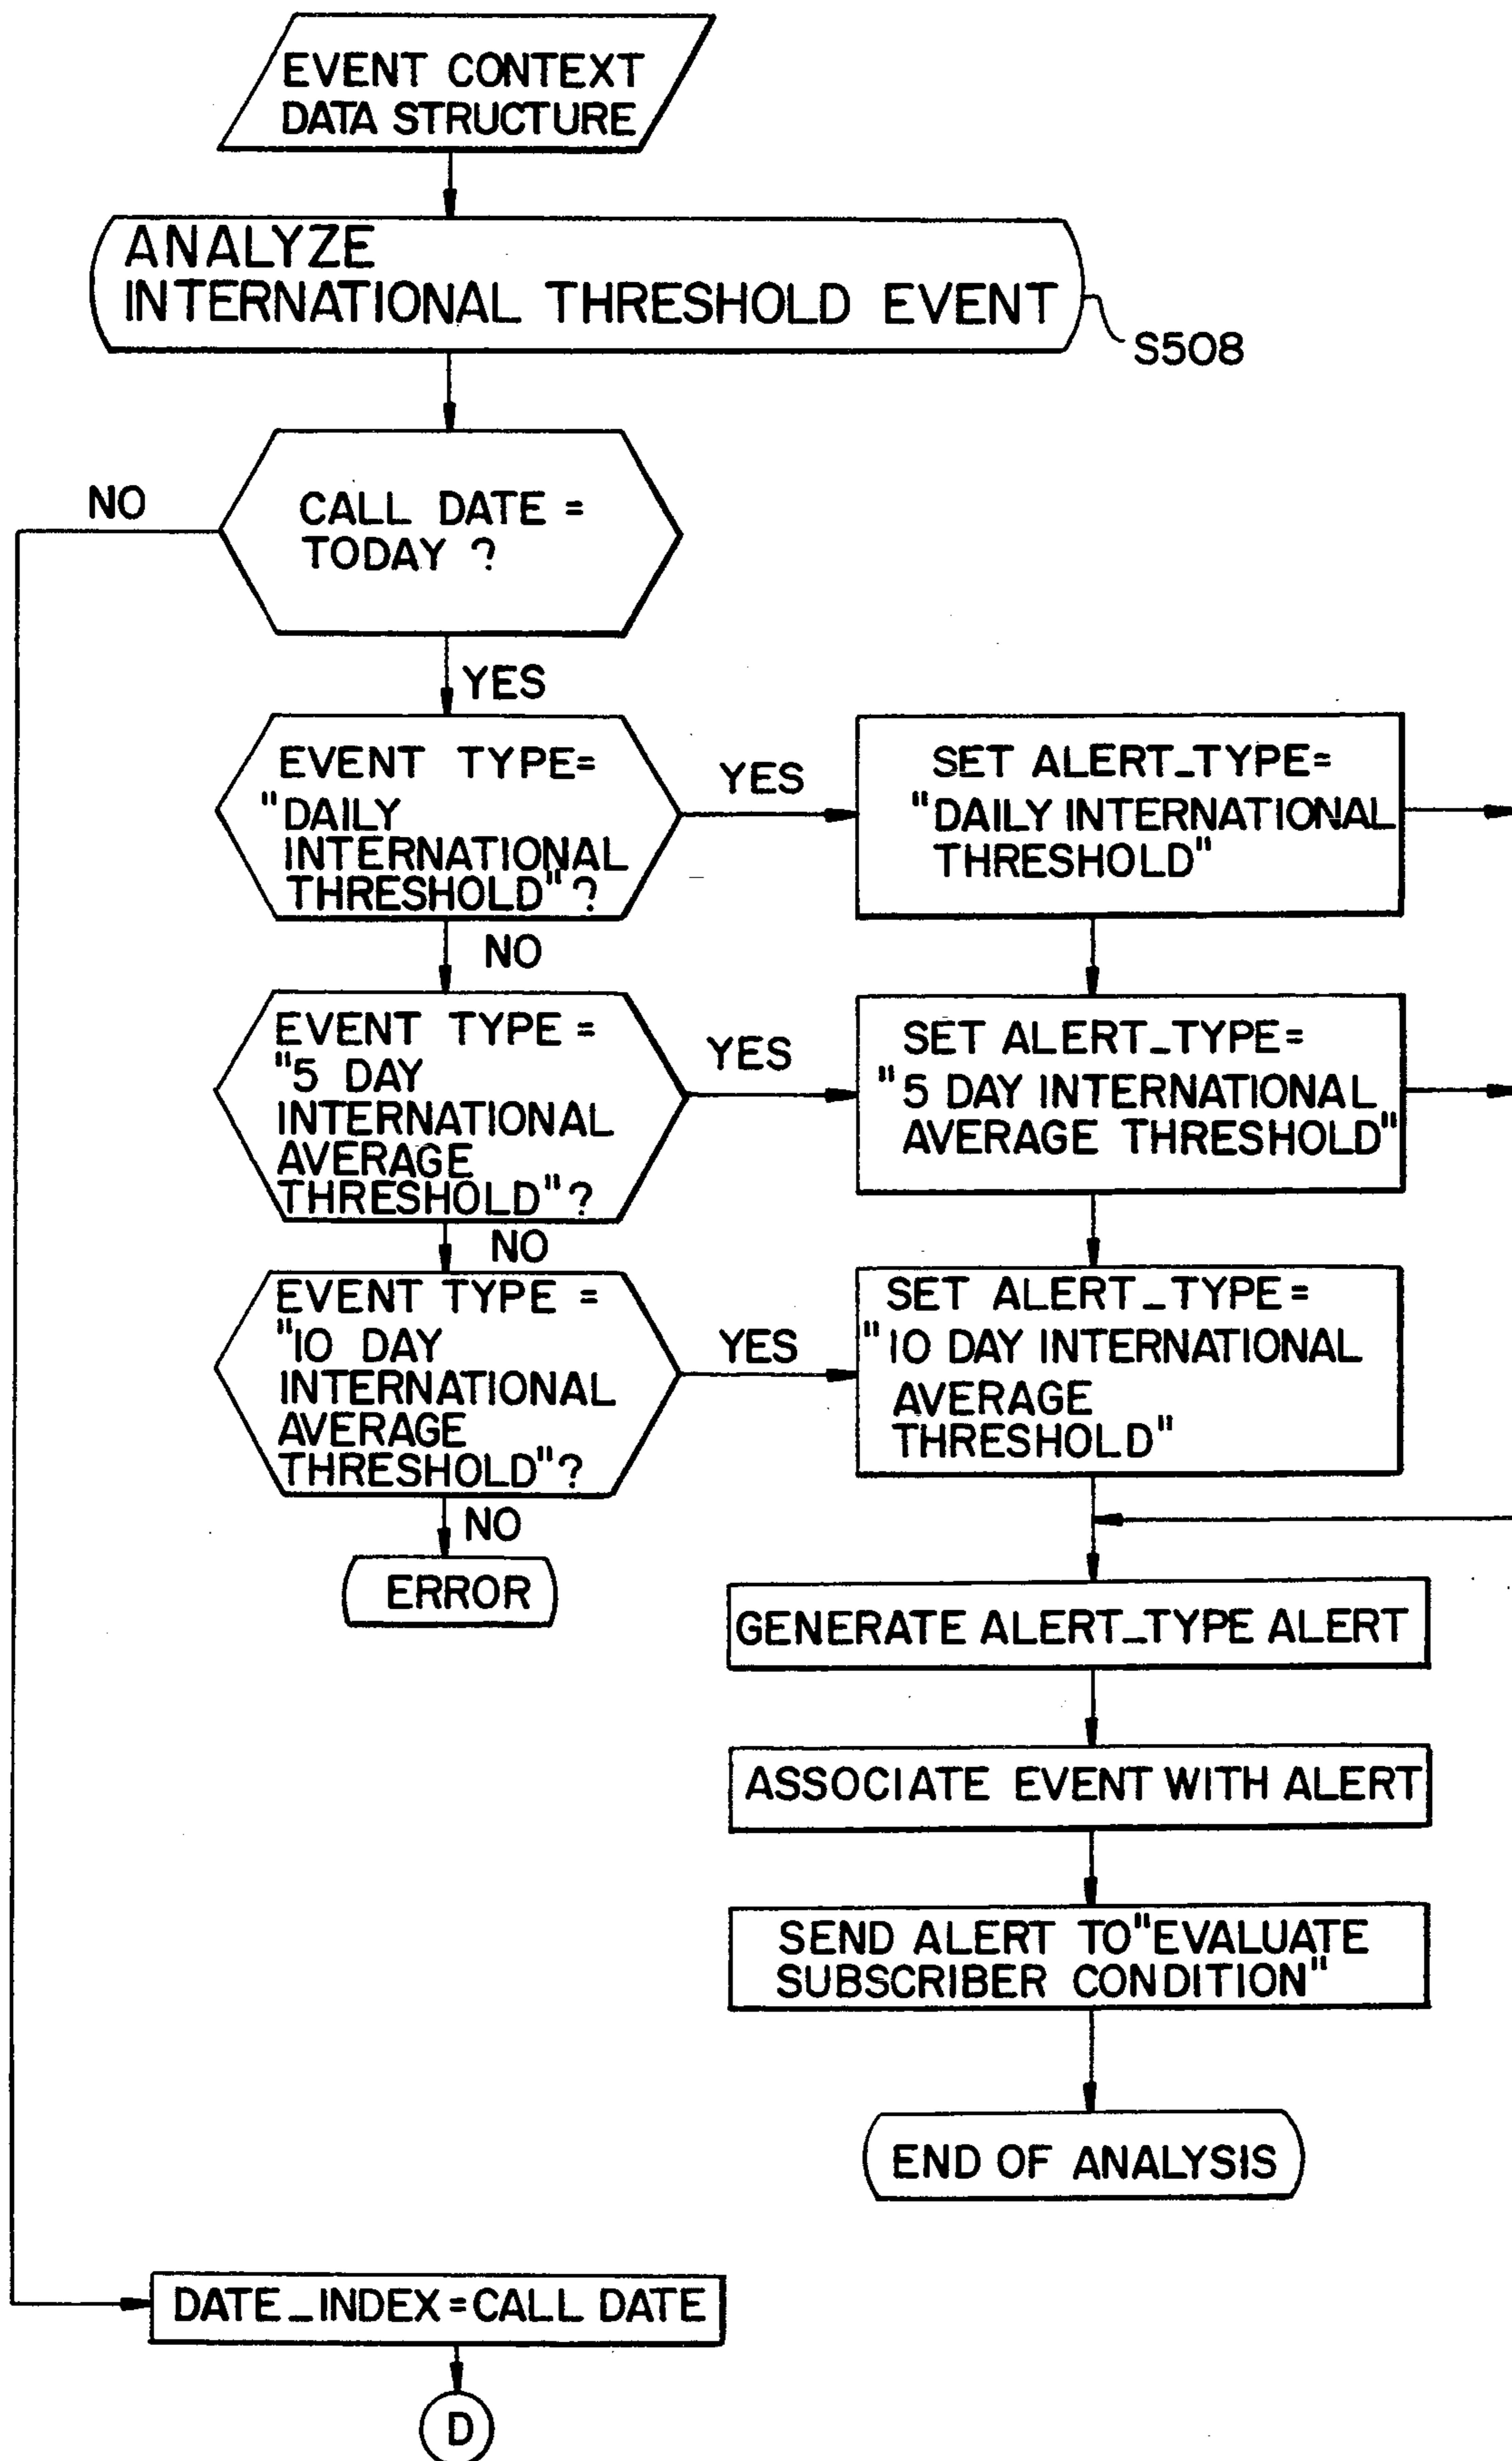 EVENT CONTEXT
DATA STRUCTURE
ANALYZE
INTERNATIONAL THRESHOLD EVENT
S508
NO
CALL DATE =
TODAY ?
YES
EVENT TYPE=
"DAILY
INTERNATIONAL
THRESHOLD"?
YES
SET ALERT_TYPE=
"DAILY INTERNATIONAL
THRESHOLD"
NO
EVENT TYPE =
"5 DAY
INTERNATIONAL
AVERAGE
THRESHOLD"?
YES
SET ALERT_TYPE=
"5 DAY INTERNATIONAL
AVERAGE THRESHOLD"
NO
EVENT TYPE =
"10 DAY
INTERNATIONAL
AVERAGE
THRESHOLD"?
YES
SET ALERT_TYPE=
"10 DAY INTERNATIONAL
AVERAGE
THRESHOLD"
NO
ERROR
GENERATE ALERT_TYPE ALERT
ASSOCIATE EVENT WITH ALERT
SEND ALERT TO"EVALUATE
SUBSCRIBER CONDITION"
END OF ANALYSIS
DATE_INDEX=CALL DATE
D